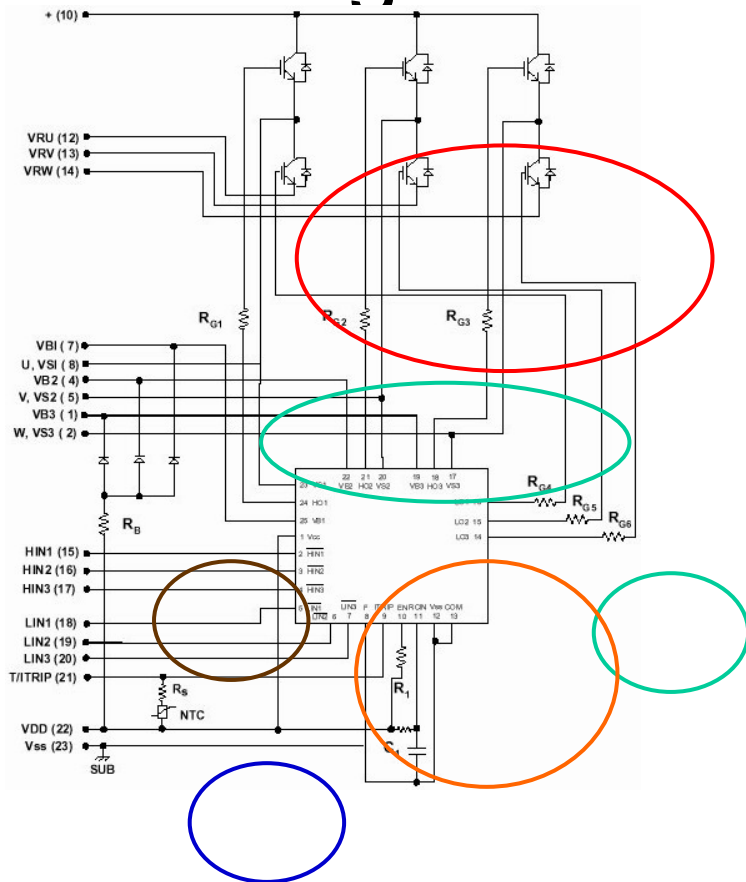 + (10)
VRU (12)
VRV (13)
VRW (14)
RG1
RG2
RG3
VBI ( 7)
U, VSI ( 8)
VB2 ( 4)
V, VS2 ( 5)
VB3 ( 1)
W, VS3 ( 2)
22 21 20 19 18 17
VB2 HO2 VS2 VB3 HO3 VS3
23
24 HO1
25 VB1
1 Vcc
2 HIN1
3 HIN2
HIN3
RG4
LO2 15
RG5
LO3 14
RG6
RB
HIN1 (15)
HIN2 (16)
HIN3 (17)
LIN1 (18)
LIN2 (19)
LIN3 (20)
T/ITRIP (21)
5
LIN2 LIN3 F ITRIP EN RCIN Vss COM
6 7 8 9 10 11 12 13
RS
NTC
R1
VDD (22)
Vss (23)
SUB